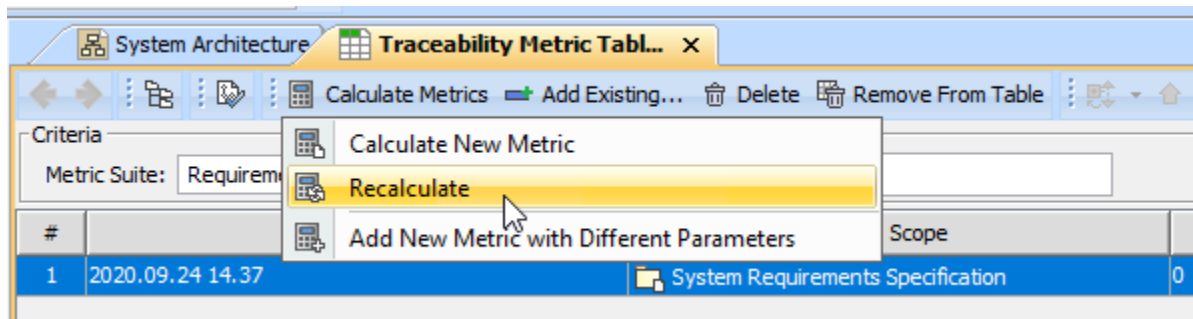 System Architecture Traceability Metric Tabl...
Calculate Metrics Add Existing... Delete Remove From Table
Criteria
Metric Suite:
Calculate New Metric
Recalculate
Add New Metric with Different Parameters
# Scope
1 2020.09.24 14.37 System Requirements Specification 0